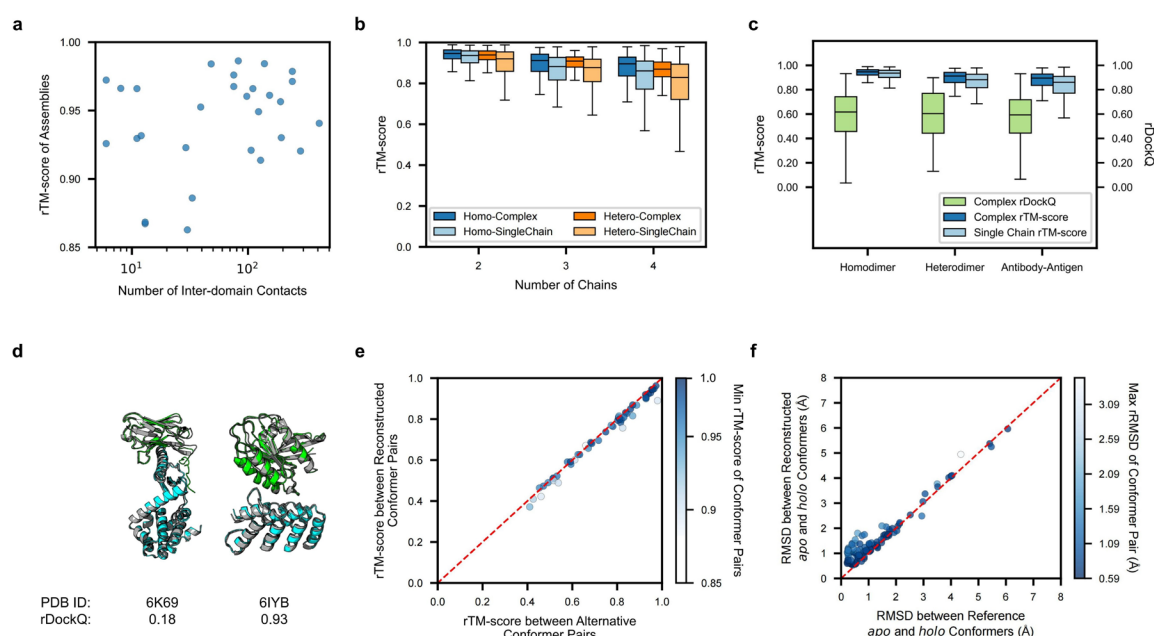 a
1.00
0.95
0.90
0.85
rTM-score of Assemblies
10¹
10²
Number of Inter-domain Contacts
b
1.0
0.8
0.6
0.4
0.2
0.0
rTM-score
Homo-Complex
Homo-SingleChain
Hetero-Complex
Hetero-SingleChain
2
3
4
Number of Chains
c
1.00
0.80
0.60
0.40
0.20
0.00
rTM-score
1.00
0.80
0.60
0.40
0.20
0.00
rDockQ
Complex rDockQ
Complex rTM-score
Single Chain rTM-score
Homodimer
Heterodimer
Antibody-Antigen
d
PDB ID: 6K69 6IYB
rDockQ: 0.18 0.93
e
1.0
0.8
0.6
0.4
0.2
0.0
rTM-score between Reconstructed
Conformer Pairs
0.0
0.2
0.4
0.6
0.8
1.0
rTM-score between Alternative
Conformer Pairs
1.00
0.95
0.90
0.85
Min rTM-score of Conformer Pairs
f
8
7
6
5
4
3
2
1
0
RMSD between Reconstructed
apo and holo Conformers (Å)
0
1
2
3
4
5
6
7
8
RMSD between Reference
apo and holo Conformers (Å)
3.09
2.59
2.09
1.59
1.09
0.59
Max rRMSD of Conformer Pair (Å)